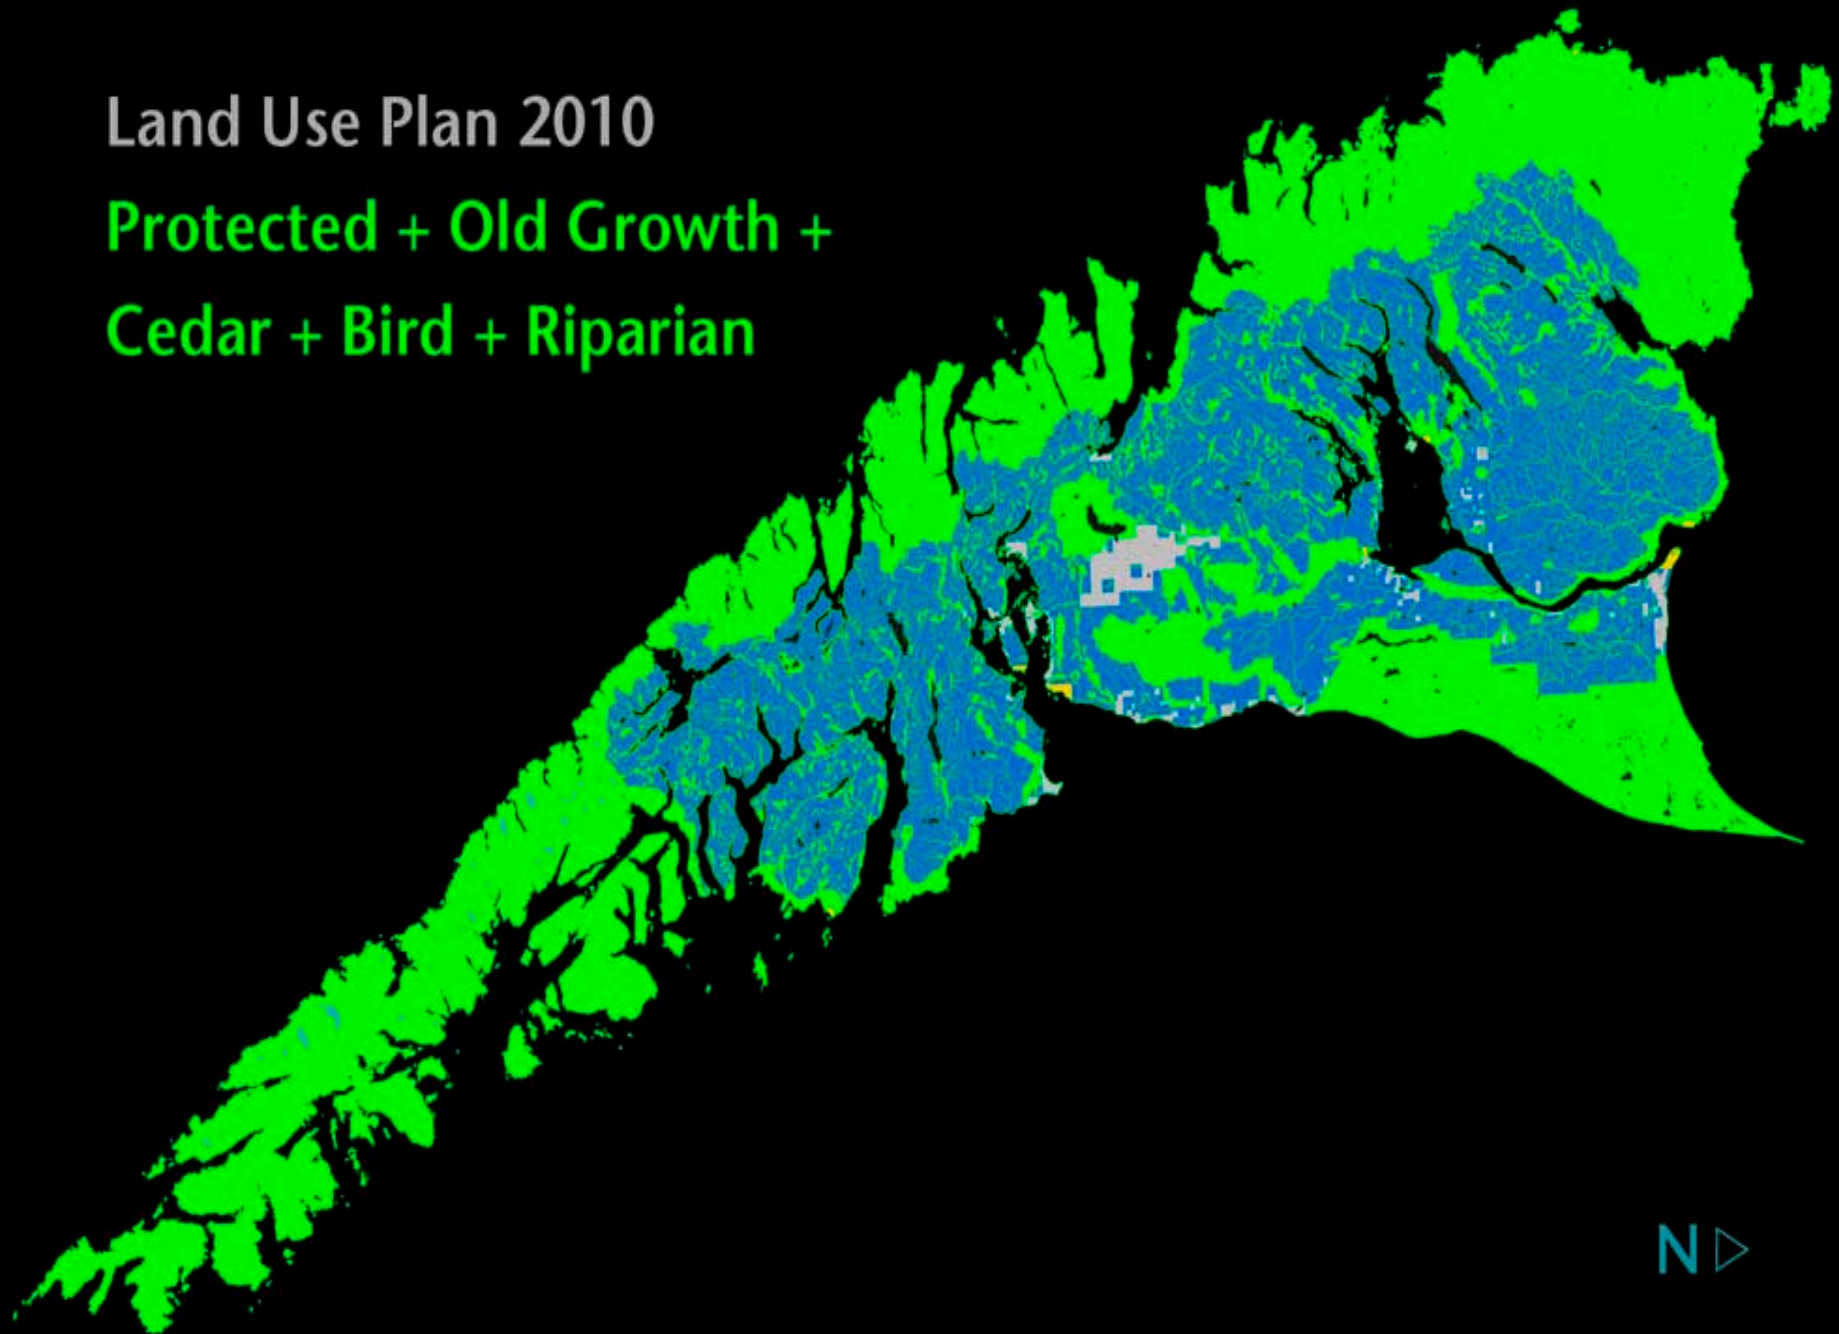 Land Use Plan 2010
Protected + Old Growth +
Cedar + Bird + Riparian
N